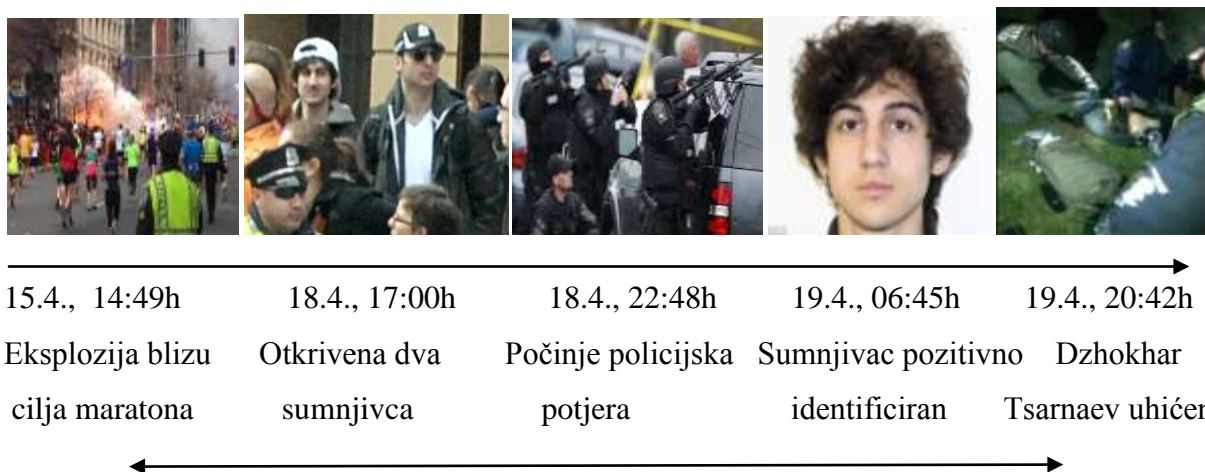 15.4., 14:49h 18.4., 17:00h 18.4., 22:48h 19.4., 06:45h 19.4., 20:42h
Eksplozija blizu Otkrivena dva Počinje policijska Sumnjivac pozitivno Dzhokhar
cilja maratona sumnjivca potjera identificiran Tsarnaev uhićen